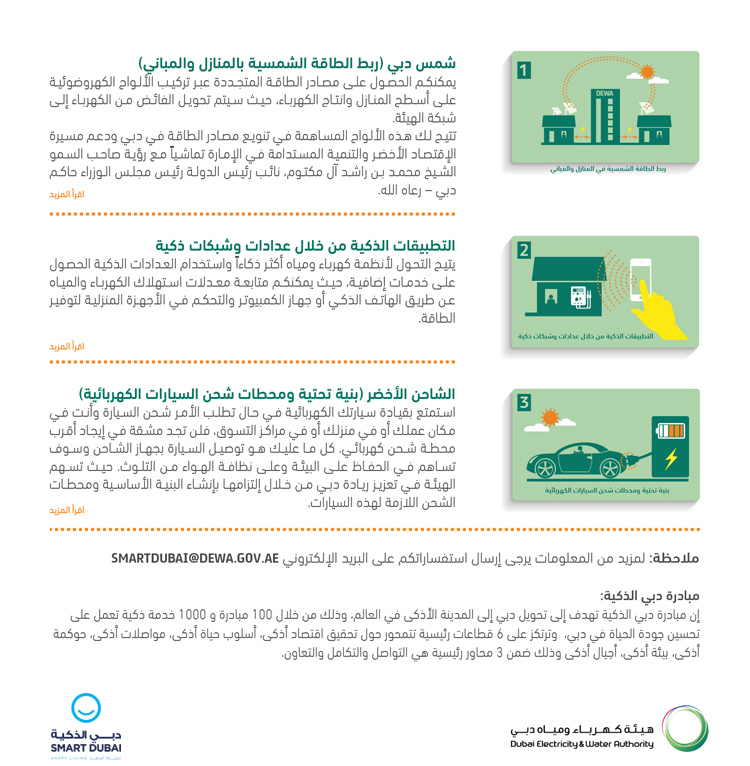 شمس دبي (ربط الطاقة الشمسية بالمنازل والمباني)
يمكنكم الحصول على مصادر الطاقة المتجددة عبر تركيب الألواح الكهروضوئية
على أسطح المنازل وانتاج الكهرباء، حيث سيتم تحويل الفائض من الكهرباء إلى
شبكة الهيئة.
تتيح لك هذه الألواح المساهمة في تنويع مصادر الطاقة في دبي ودعم مسيرة
الإقتصاد الأخضر والتنمية المستدامة في الإمارة تماشياً مع رؤية صاحب السمو
الشيخ محمد بن راشد آل مكتوم، نائب رئيس الدولة رئيس مجلس الوزراء حاكم
دبي – رعاه الله.
اقرأ المزيد
1
DEWA
ربط الطاقة الشمسية في المنازل والمباني
التطبيقات الذكية من خلال عدادات وشبكات ذكية
يتيح التحول لأنظمة كهرباء ومياه أكثر ذكاءاً واستخدام العدادات الذكية الحصول
على خدمات إضافية، حيث يمكنكم متابعة معدلات استهلاك الكهرباء والمياه
عن طريق الهاتف الذكي أو جهاز الكمبيوتر والتحكم في الأجهزة المنزلية لتوفير
الطاقة.
اقرأ المزيد
2
التطبيقات الذكية من خلال عدادات وشبكات ذكية
الشاحن الأخضر (بنية تحتية ومحطات شحن السيارات الكهربائية)
استمتع بقيادة سيارتك الكهربائية في حال تطلب الأمر شحن السيارة وأنت في
مكان عملك أو في منزلك أو في مراكز التسوق، فلن تجد مشقة في إيجاد أقرب
محطة شحن كهربائي. كل ما عليك هو توصيل السيارة بجهاز الشاحن وسوف
تساهم في الحفاظ على البيئة وعلى نظافة الهواء من التلوث. حيث تسهم
الهيئة في تعزيز ريادة دبي من خلال إلتزامها بإنشاء البنية الأساسية ومحطات
الشحن اللازمة لهذه السيارات.
اقرأ المزيد
3
بنية تحتية ومحطات شحن السيارات الكهربائية
ملاحظة: لمزيد من المعلومات يرجى إرسال استفساراتكم على البريد الإلكتروني SMARTDUBAI@DEWA.GOV.AE
مبادرة دبي الذكية:
إن مبادرة دبي الذكية تهدف إلى تحويل دبي إلى المدينة الأذكى في العالم، وذلك من خلال 100 مبادرة و 1000 خدمة ذكية تعمل على
تحسين جودة الحياة في دبي، وترتكز على 6 قطاعات رئيسية تتمحور حول تحقيق اقتصاد أذكى، أسلوب حياة أذكى، مواصلات أذكى، حوكمة
أذكى، بيئة أذكى، أجيال أذكى وذلك ضمن 3 محاور رئيسية هي التواصل والتكامل والتعاون.
هيئة كهرباء ومياه دبي
Dubai Electricity & Water Authority
دبي الذكية
SMART DUBAI
HAPPY LIVING